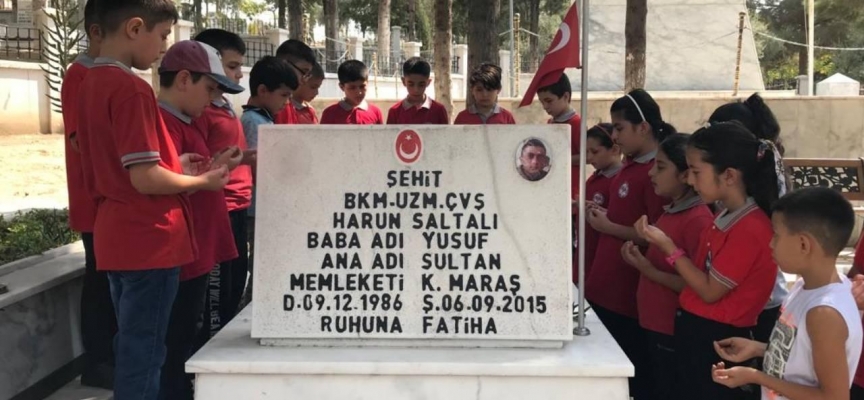 ŞEHİT
BKM.UZM.ÇVŞ
HARUN SALTALI
BABA ADI YUSUF
ANA ADI SULTAN
MEMLEKETİ K. MARAŞ
D.09.12.1986 Ş.06.09.2015
RUHUNA FATİHA